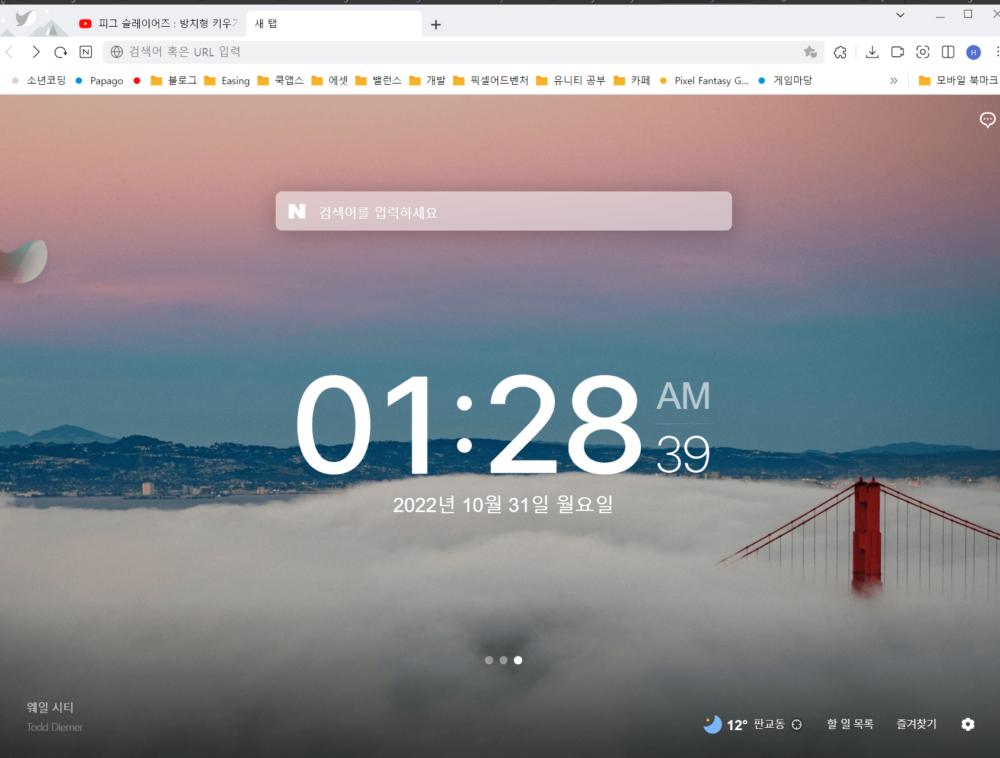 피그 슬레이어즈 : 방치형 키우기
새 탭
N 검색어 혹은 URL 입력 H
소년코딩 Papago 블로그 Easing 쿡앱스 에셋 밸런스 개발 픽셀어드벤처 유니티 공부 카페 Pixel Fantasy G... 게임마당 » 모바일 북마크
N 검색어를 입력하세요
01:28 AM
39
2022년 10월 31일 월요일
웨일 시티
Todd Diemer
12° 판교동 할 일 목록 즐겨찾기